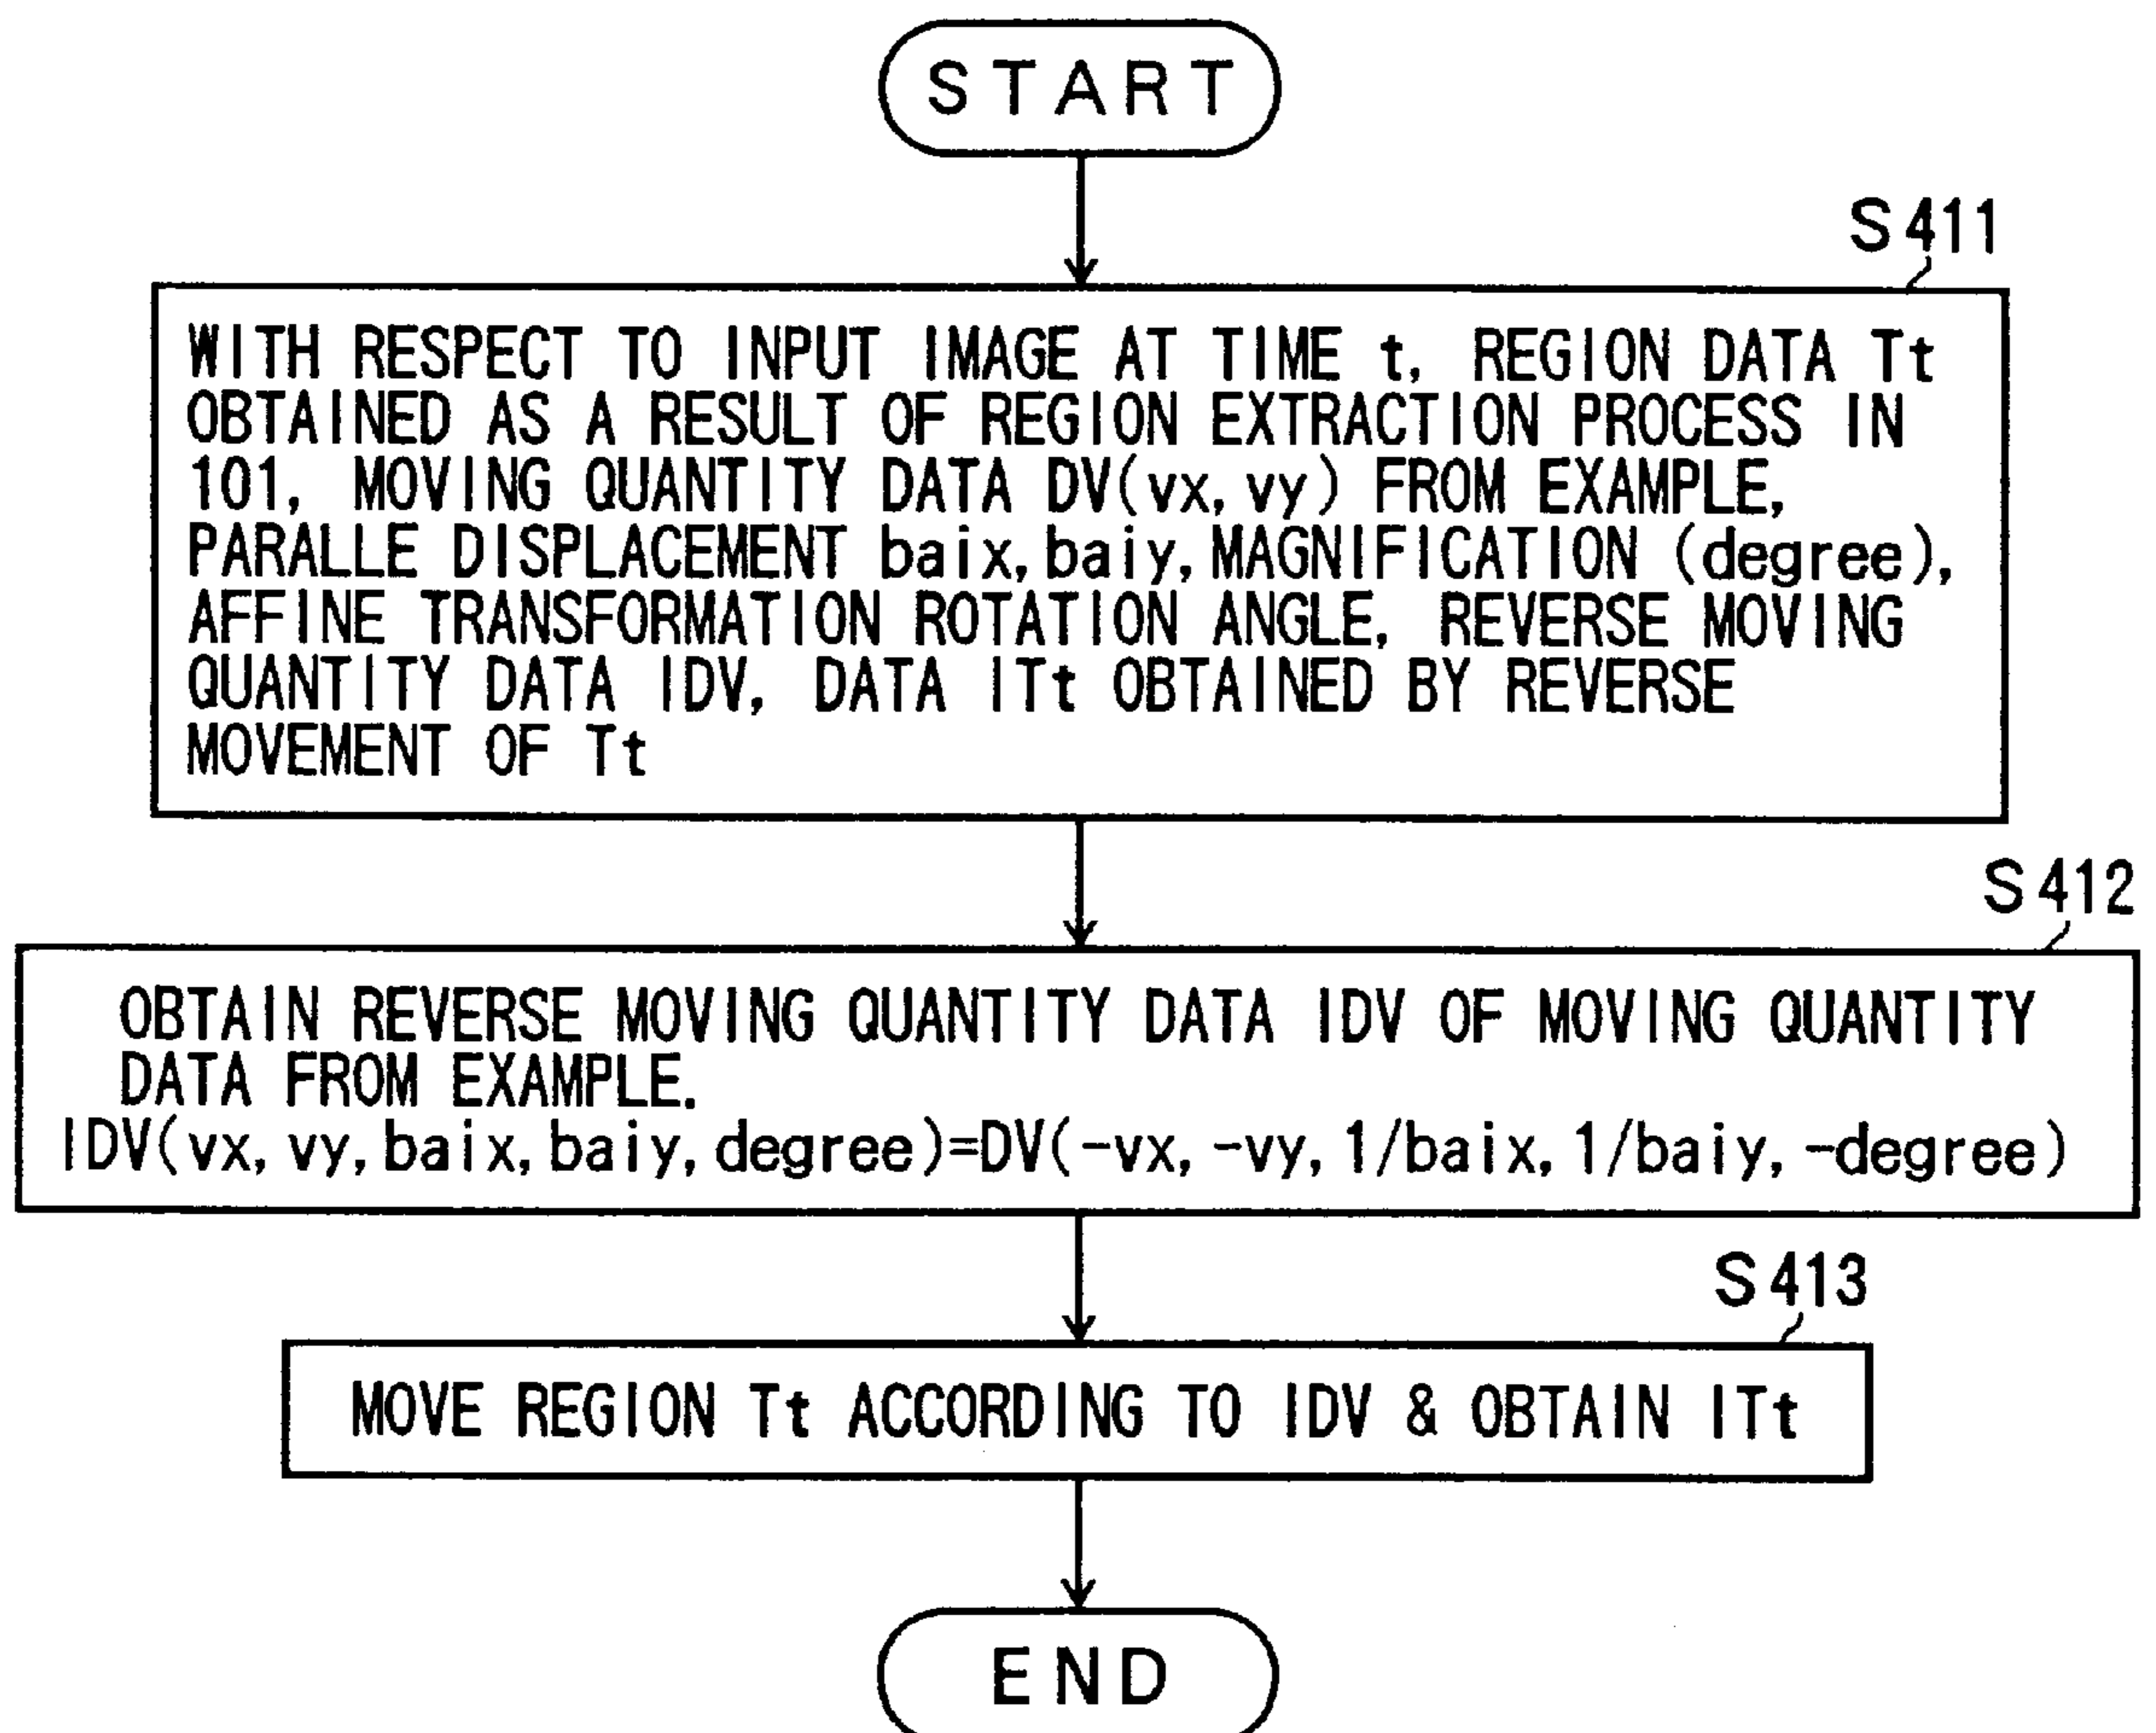 START
S411
WITH RESPECT TO INPUT IMAGE AT TIME t, REGION DATA Tt
OBTAINED AS A RESULT OF REGION EXTRACTION PROCESS IN
101, MOVING QUANTITY DATA DV(vx, vy) FROM EXAMPLE,
PARALLE DISPLACEMENT baix, baiy, MAGNIFICATION (degree),
AFFINE TRANSFORMATION ROTATION ANGLE, REVERSE MOVING
QUANTITY DATA IDV, DATA ITt OBTAINED BY REVERSE
MOVEMENT OF Tt
S412
OBTAIN REVERSE MOVING QUANTITY DATA IDV OF MOVING QUANTITY
DATA FROM EXAMPLE.
IDV(vx, vy, baix, baiy, degree)=DV(-vx, -vy, 1/baix, 1/baiy, -degree)
S413
MOVE REGION Tt ACCORDING TO IDV & OBTAIN ITt
END